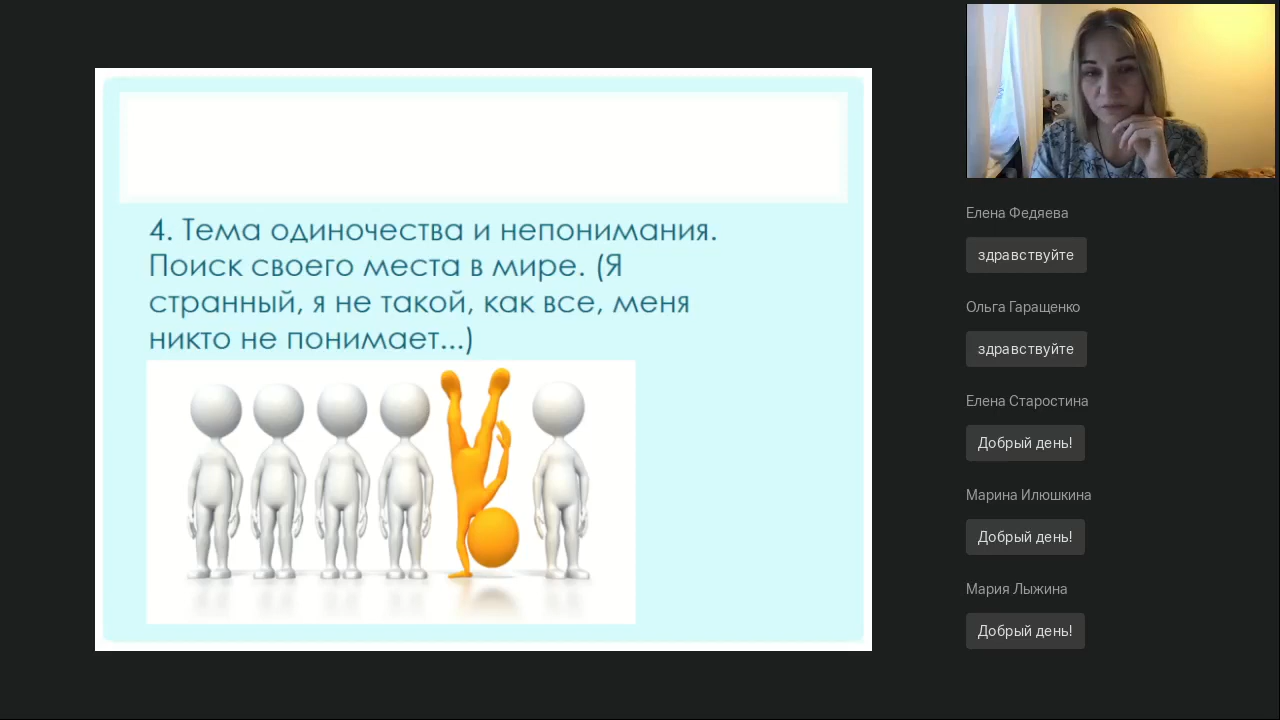 4. Тема одиночества и непонимания.
Поиск своего места в мире. (Я
странный, я не такой, как все, меня
никто не понимает...)
Елена Федяева
здравствуйте
Ольга Гаращенко
здравствуйте
Елена Старостина
Добрый день!
Марина Илюшкина
Добрый день!
Мария Лыжина
Добрый день!